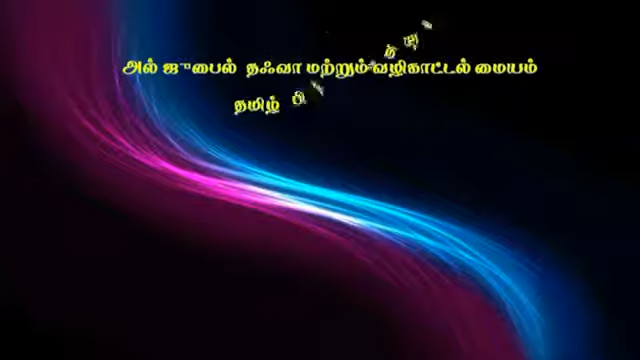 அல் ஜுபைல் தஃவா மற்றும் வழிகாட்டல் மையம்
தமிழ்